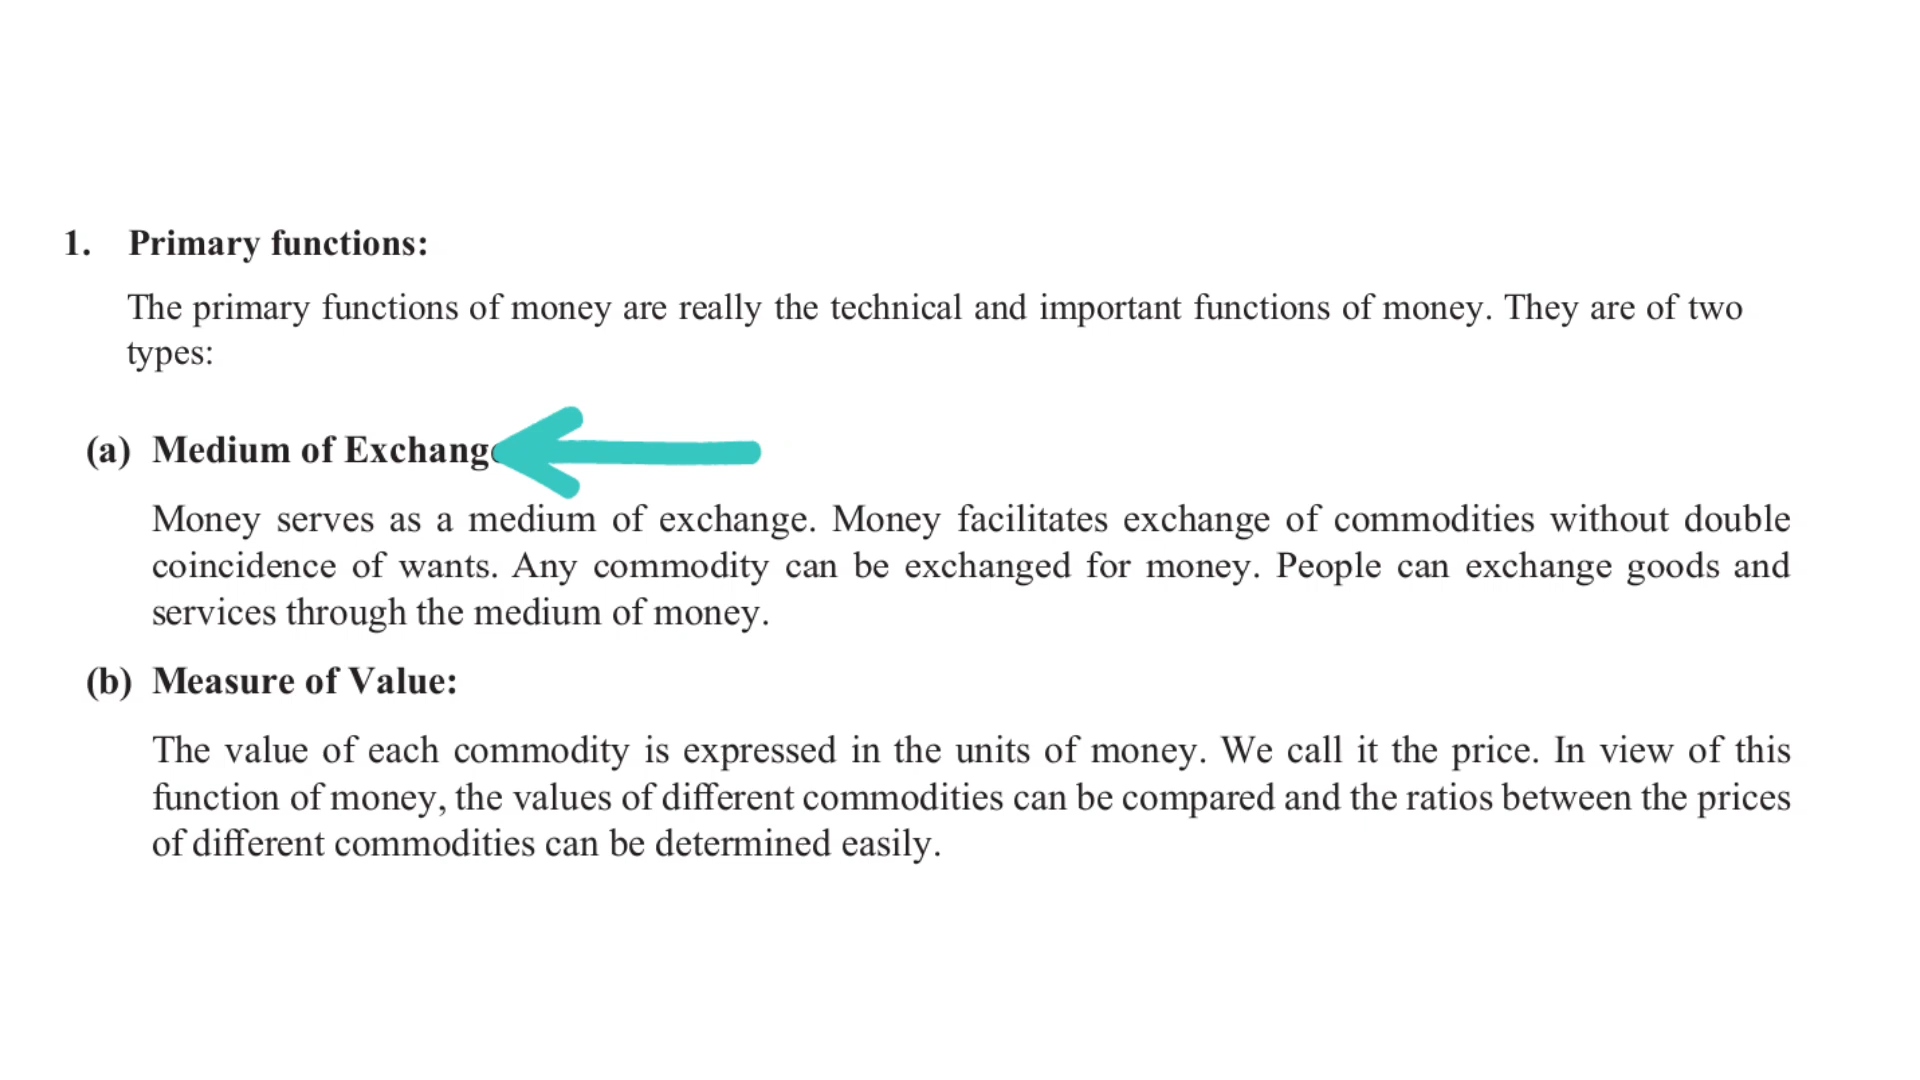 1. Primary functions:
The primary functions of money are really the technical and important functions of money. They are of two
types:
(a) Medium of Exchange
Money serves as a medium of exchange. Money facilitates exchange of commodities without double
coincidence of wants. Any commodity can be exchanged for money. People can exchange goods and
services through the medium of money.
(b) Measure of Value:
The value of each commodity is expressed in the units of money. We call it the price. In view of this
function of money, the values of different commodities can be compared and the ratios between the prices
of different commodities can be determined easily.